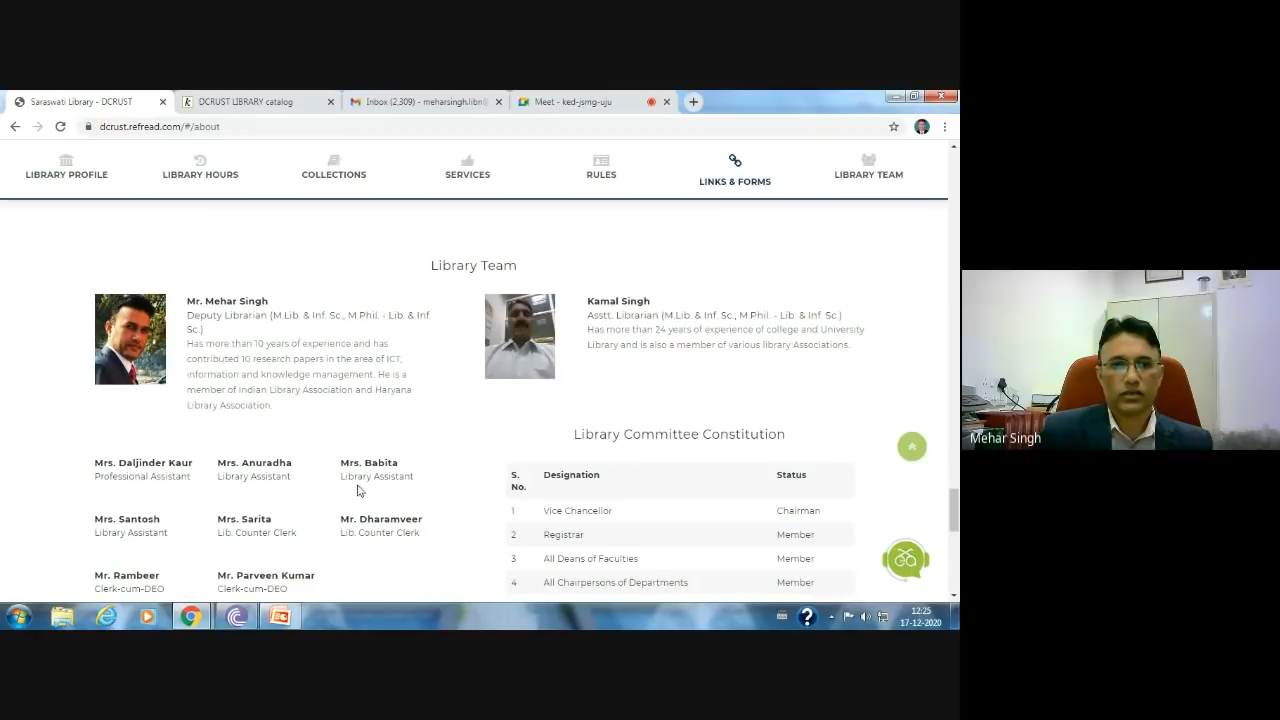 Saraswati Library - DCRUST
DCRUST LIBRARY catalog
Inbox (2,309) - meharsingh.libn@
Meet - ked-jsmg-uju
dcrust.refread.com/#/about
LIBRARY PROFILE
LIBRARY HOURS
COLLECTIONS
SERVICES
RULES
LINKS & FORMS
LIBRARY TEAM
Library Team
Mr. Mehar Singh
Deputy Librarian (M.Lib. & Inf. Sc., M.Phil. - Lib. & Inf.
Sc.)
Has more than 10 years of experience and has
contributed 10 research papers in the area of ICT,
information and knowledge management. He is a
member of Indian Library Association and Haryana
Library Association.
Kamal Singh
Asstt. Librarian (M.Lib. & Inf. Sc., M.Phil. - Lib. & Inf. Sc.)
Has more than 24 years of experience of college and University
Library and is also a member of various library Associations.
Mrs. Daljinder Kaur
Professional Assistant
Mrs. Anuradha
Library Assistant
Mrs. Babita
Library Assistant
Mrs. Santosh
Library Assistant
Mrs. Sarita
Lib. Counter Clerk
Mr. Dharamveer
Lib. Counter Clerk
Mr. Rambeer
Clerk-cum-DEO
Mr. Parveen Kumar
Clerk-cum-DEO
Library Committee Constitution
S. No. Designation Status
1 Vice Chancellor Chairman
2 Registrar Member
3 All Deans of Faculties Member
4 All Chairpersons of Departments Member
12:25
17-12-2020
Mehar Singh